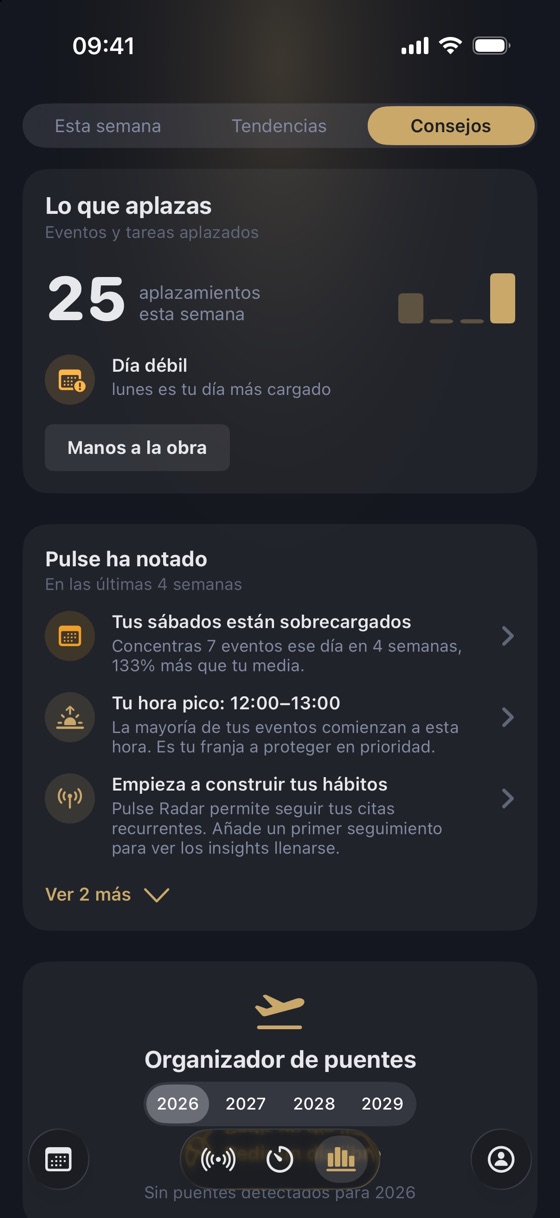 09:41
Esta semana
Tendencias
Consejos
Lo que aplazas
Eventos y tareas aplazados
25
aplazamientos
esta semana
Día débil
lunes es tu día más cargado
Manos a la obra
Pulse ha notado
En las últimas 4 semanas
Tus sábados están sobrecargados
Concentras 7 eventos ese día en 4 semanas,
133% más que tu media.
Tu hora pico: 12:00–13:00
La mayoría de tus eventos comienzan a esta
hora. Es tu franja a proteger en prioridad.
Empieza a construir tus hábitos
Pulse Radar permite seguir tus citas
recurrentes. Añade un primer seguimiento
para ver los insights llenarse.
Ver 2 más
Organizador de puentes
2026
2027
2028
2029
Sin puentes detectados para 2026